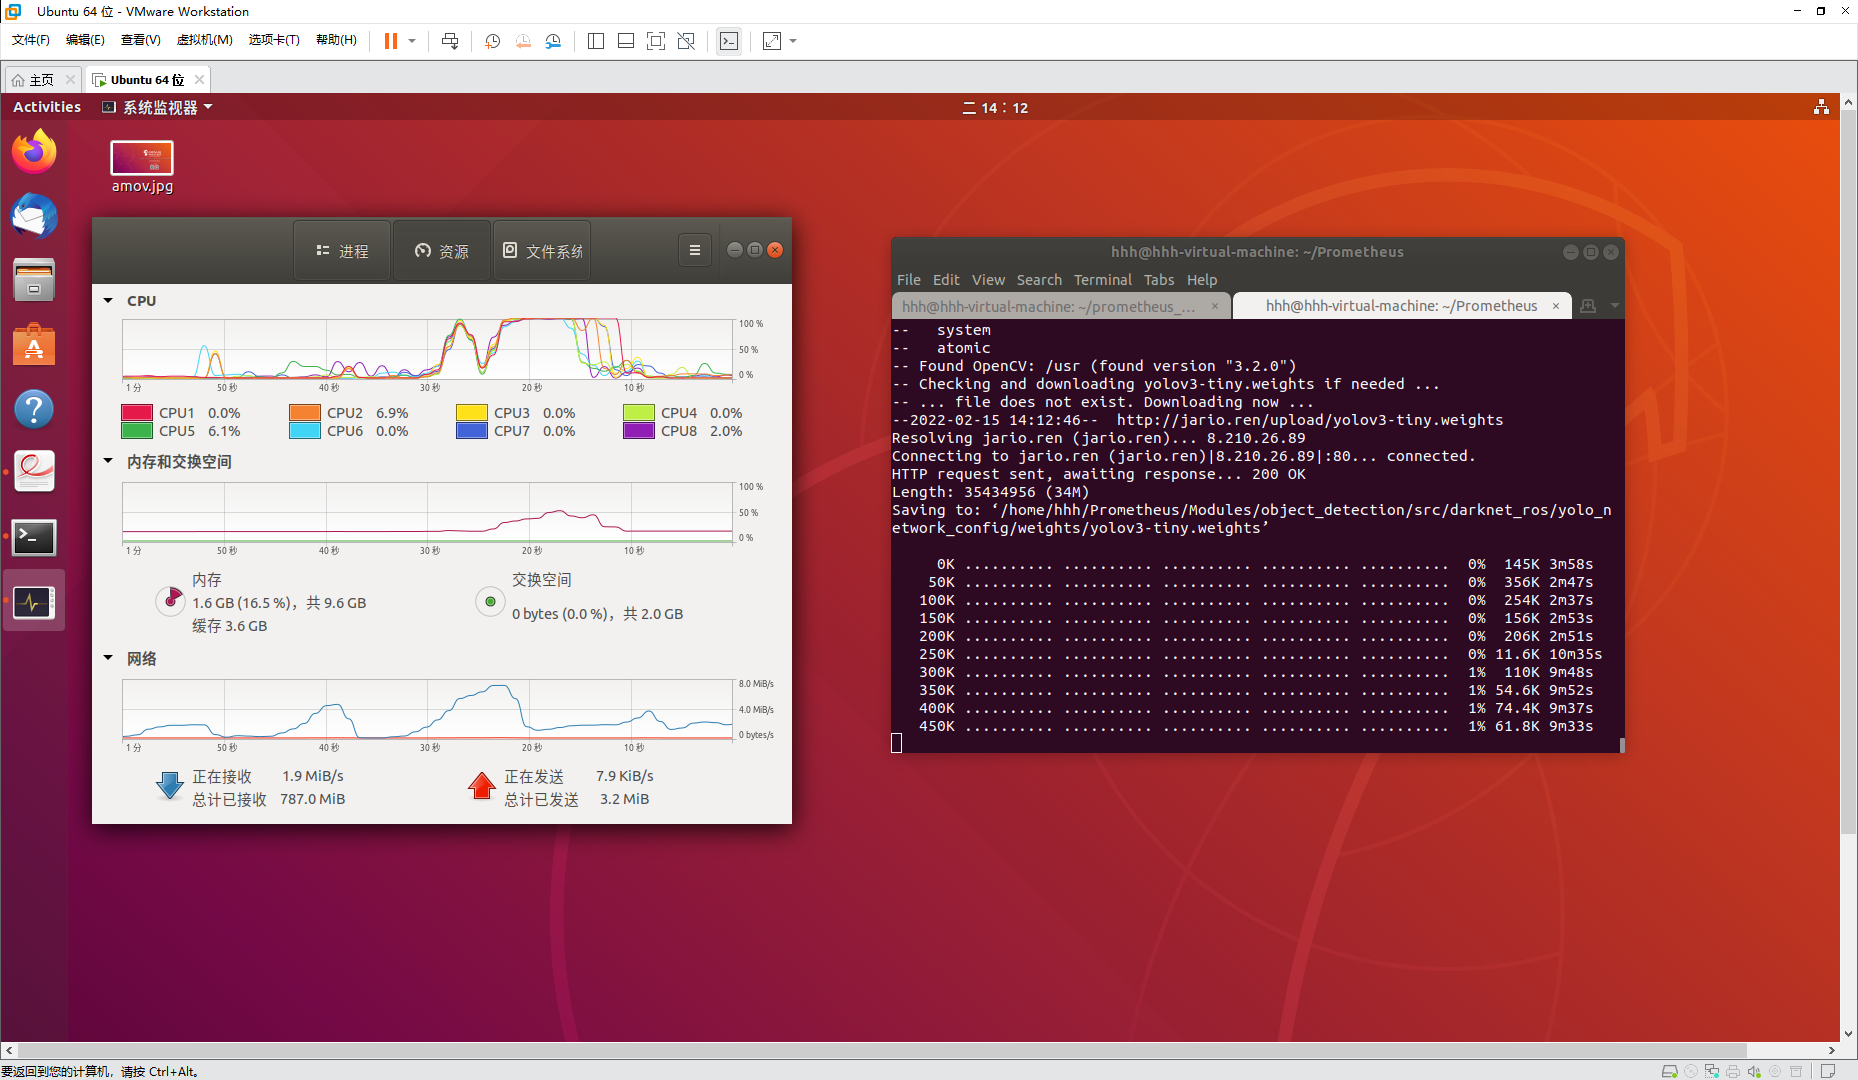 Ubuntu 64 位 - VMware Workstation
文件(F) 编辑(E) 查看(V) 虚拟机(M) 选项卡(T) 帮助(H)
主页 Ubuntu 64 位
Activities 系统监视器 二 14：12
amov.jpg
进程 资源 文件系统
CPU
100 %
50 %
0 %
1 分 50 秒 40 秒 30 秒 20 秒 10 秒
CPU1 0.0% CPU2 6.9% CPU3 0.0% CPU4 0.0%
CPU5 6.1% CPU6 0.0% CPU7 0.0% CPU8 2.0%
内存和交换空间
100 %
50 %
0 %
1 分 50 秒 40 秒 30 秒 20 秒 10 秒
内存
1.6 GB (16.5 %)，共 9.6 GB
缓存 3.6 GB
交换空间
0 bytes (0.0 %)，共 2.0 GB
网络
8.0 MiB/s
4.0 MiB/s
0 bytes/s
1 分 50 秒 40 秒 30 秒 20 秒 10 秒
正在接收 1.9 MiB/s
总计已接收 787.0 MiB
正在发送 7.9 KiB/s
总计已发送 3.2 MiB
hhh@hhh-virtual-machine: ~/Prometheus
File Edit View Search Terminal Tabs Help
hhh@hhh-virtual-machine: ~/prometheus_... × hhh@hhh-virtual-machine: ~/Prometheus ×
--   system
--   atomic
-- Found OpenCV: /usr (found version "3.2.0")
-- Checking and downloading yolov3-tiny.weights if needed ...
-- ... file does not exist. Downloading now ...
--2022-02-15 14:12:46--  http://jario.ren/upload/yolov3-tiny.weights
Resolving jario.ren (jario.ren)... 8.210.26.89
Connecting to jario.ren (jario.ren)|8.210.26.89|:80... connected.
HTTP request sent, awaiting response... 200 OK
Length: 35434956 (34M)
Saving to: ‘/home/hhh/Prometheus/Modules/object_detection/src/darknet_ros/yolo_n
etwork_config/weights/yolov3-tiny.weights’
0K .......... .......... .......... .......... ..........  0%  145K 3m58s
50K .......... .......... .......... .......... ..........  0%  356K 2m47s
100K .......... .......... .......... .......... ..........  0%  254K 2m37s
150K .......... .......... .......... .......... ..........  0%  156K 2m53s
200K .......... .......... .......... .......... ..........  0%  206K 2m51s
250K .......... .......... .......... .......... ..........  0% 11.6K 10m35s
300K .......... .......... .......... .......... ..........  1%  110K 9m48s
350K .......... .......... .......... .......... ..........  1% 54.6K 9m52s
400K .......... .......... .......... .......... ..........  1% 74.4K 9m37s
450K .......... .......... .......... .......... ..........  1% 61.8K 9m33s
要返回到您的计算机，请按 Ctrl+Alt。